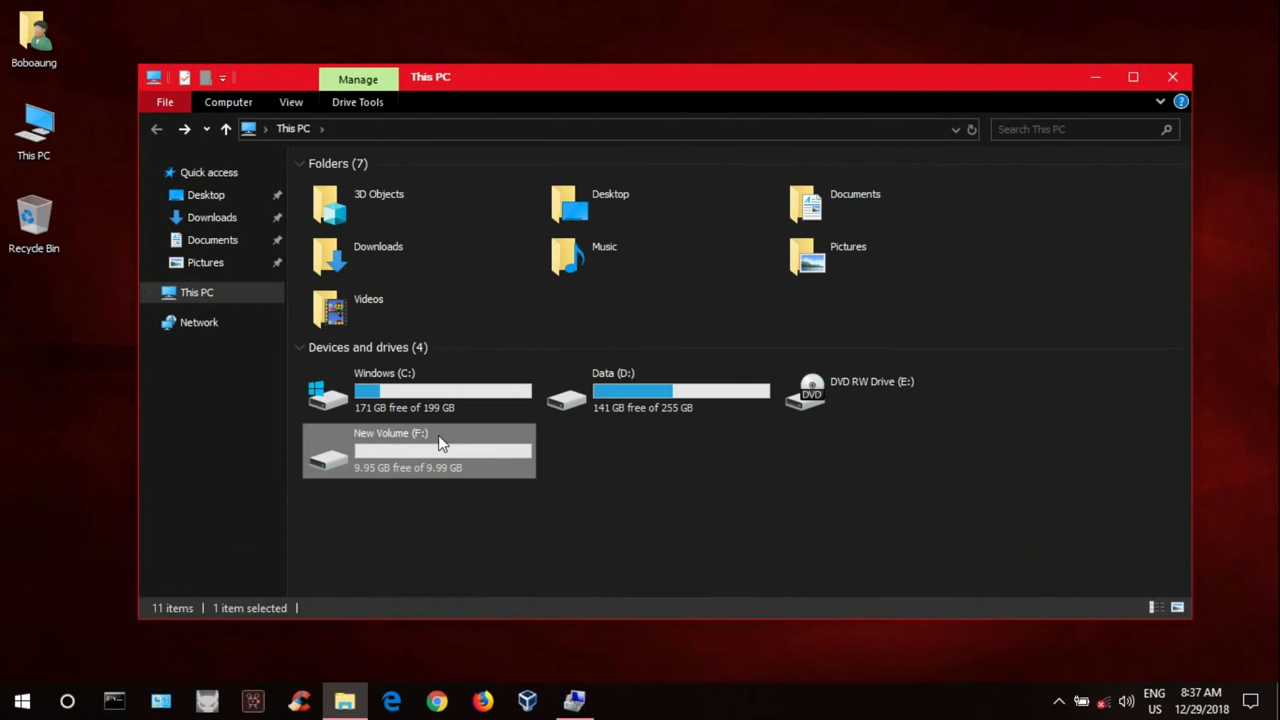 Boboaung
This PC
Recycle Bin
Manage
This PC
File
Computer
View
Drive Tools
This PC
Search This PC
Quick access
Desktop
Downloads
Documents
Pictures
This PC
Network
Folders (7)
3D Objects
Desktop
Documents
Downloads
Music
Pictures
Videos
Devices and drives (4)
Windows (C:)
171 GB free of 199 GB
Data (D:)
141 GB free of 255 GB
DVD
DVD RW Drive (E:)
New Volume (F:)
9.95 GB free of 9.99 GB
11 items
1 item selected
ENG
US
8:37 AM
12/29/2018